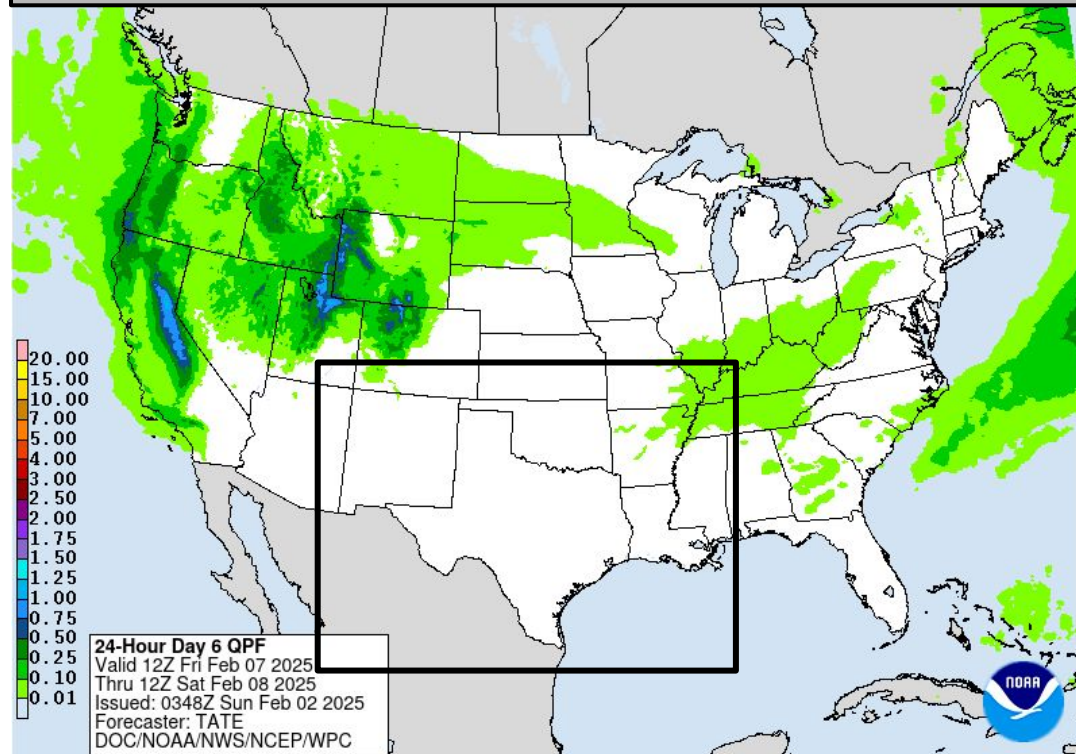 20.00
15.00
10.00
7.00
5.00
4.00
3.00
2.50
2.00
1.75
1.50
1.25
1.00
0.75
0.50
0.25
0.10
0.01
24-Hour Day 6 QPF
Valid 12Z Fri Feb 07 2025
Thru 12Z Sat Feb 08 2025
Issued: 0348Z Sun Feb 02 2025
Forecaster: TATE
DOC/NOAA/NWS/NCEP/WPC
NOAA